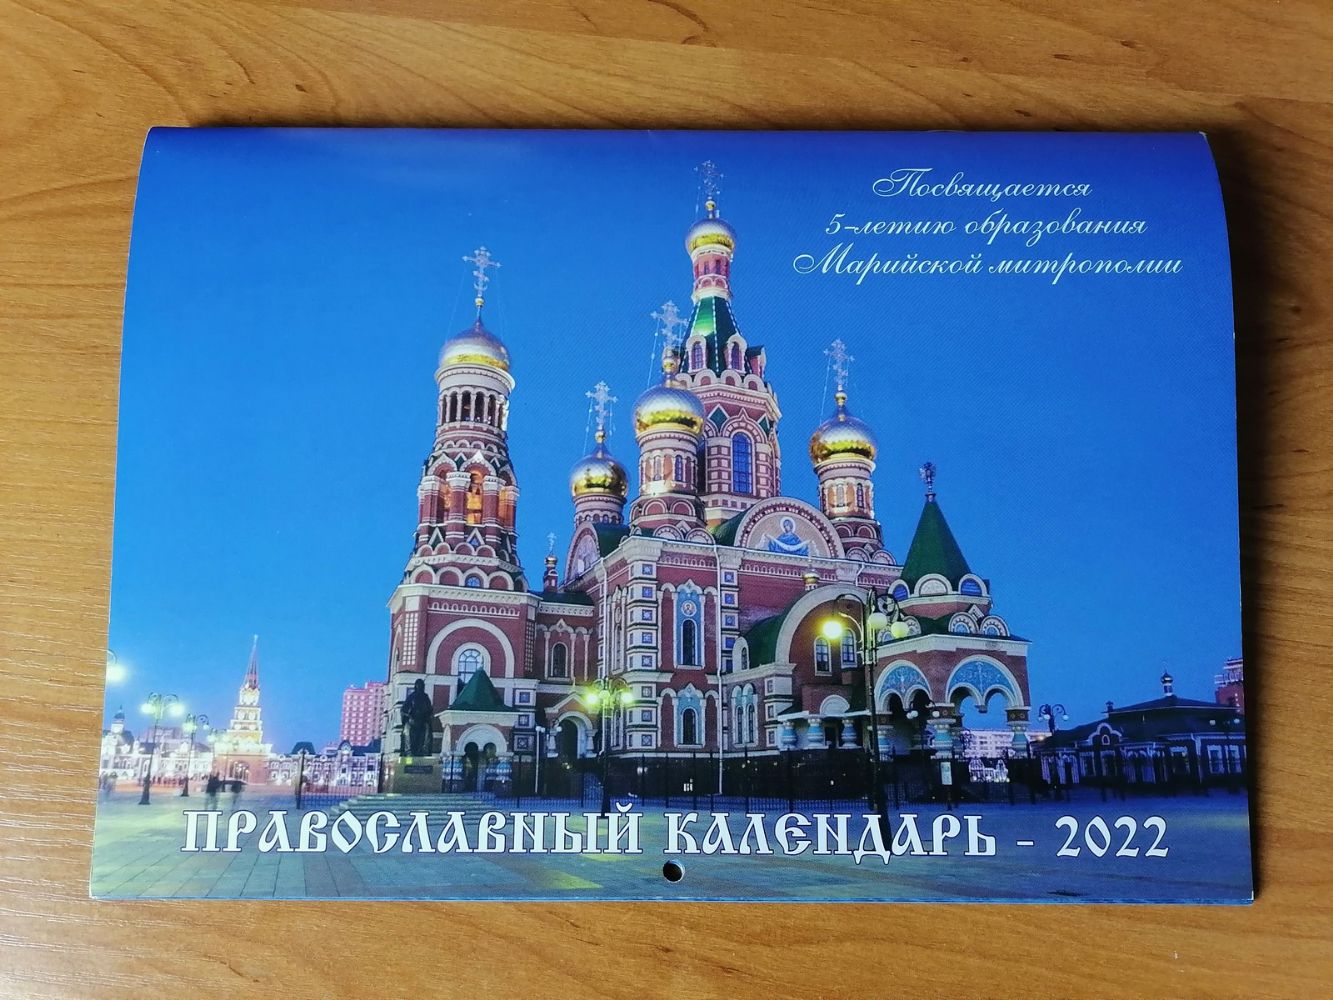 Посвящается
5-летию образования
Марийской митрополии
ПРАВОСЛАВНЫЙ КАЛЕНДАРЬ - 2022